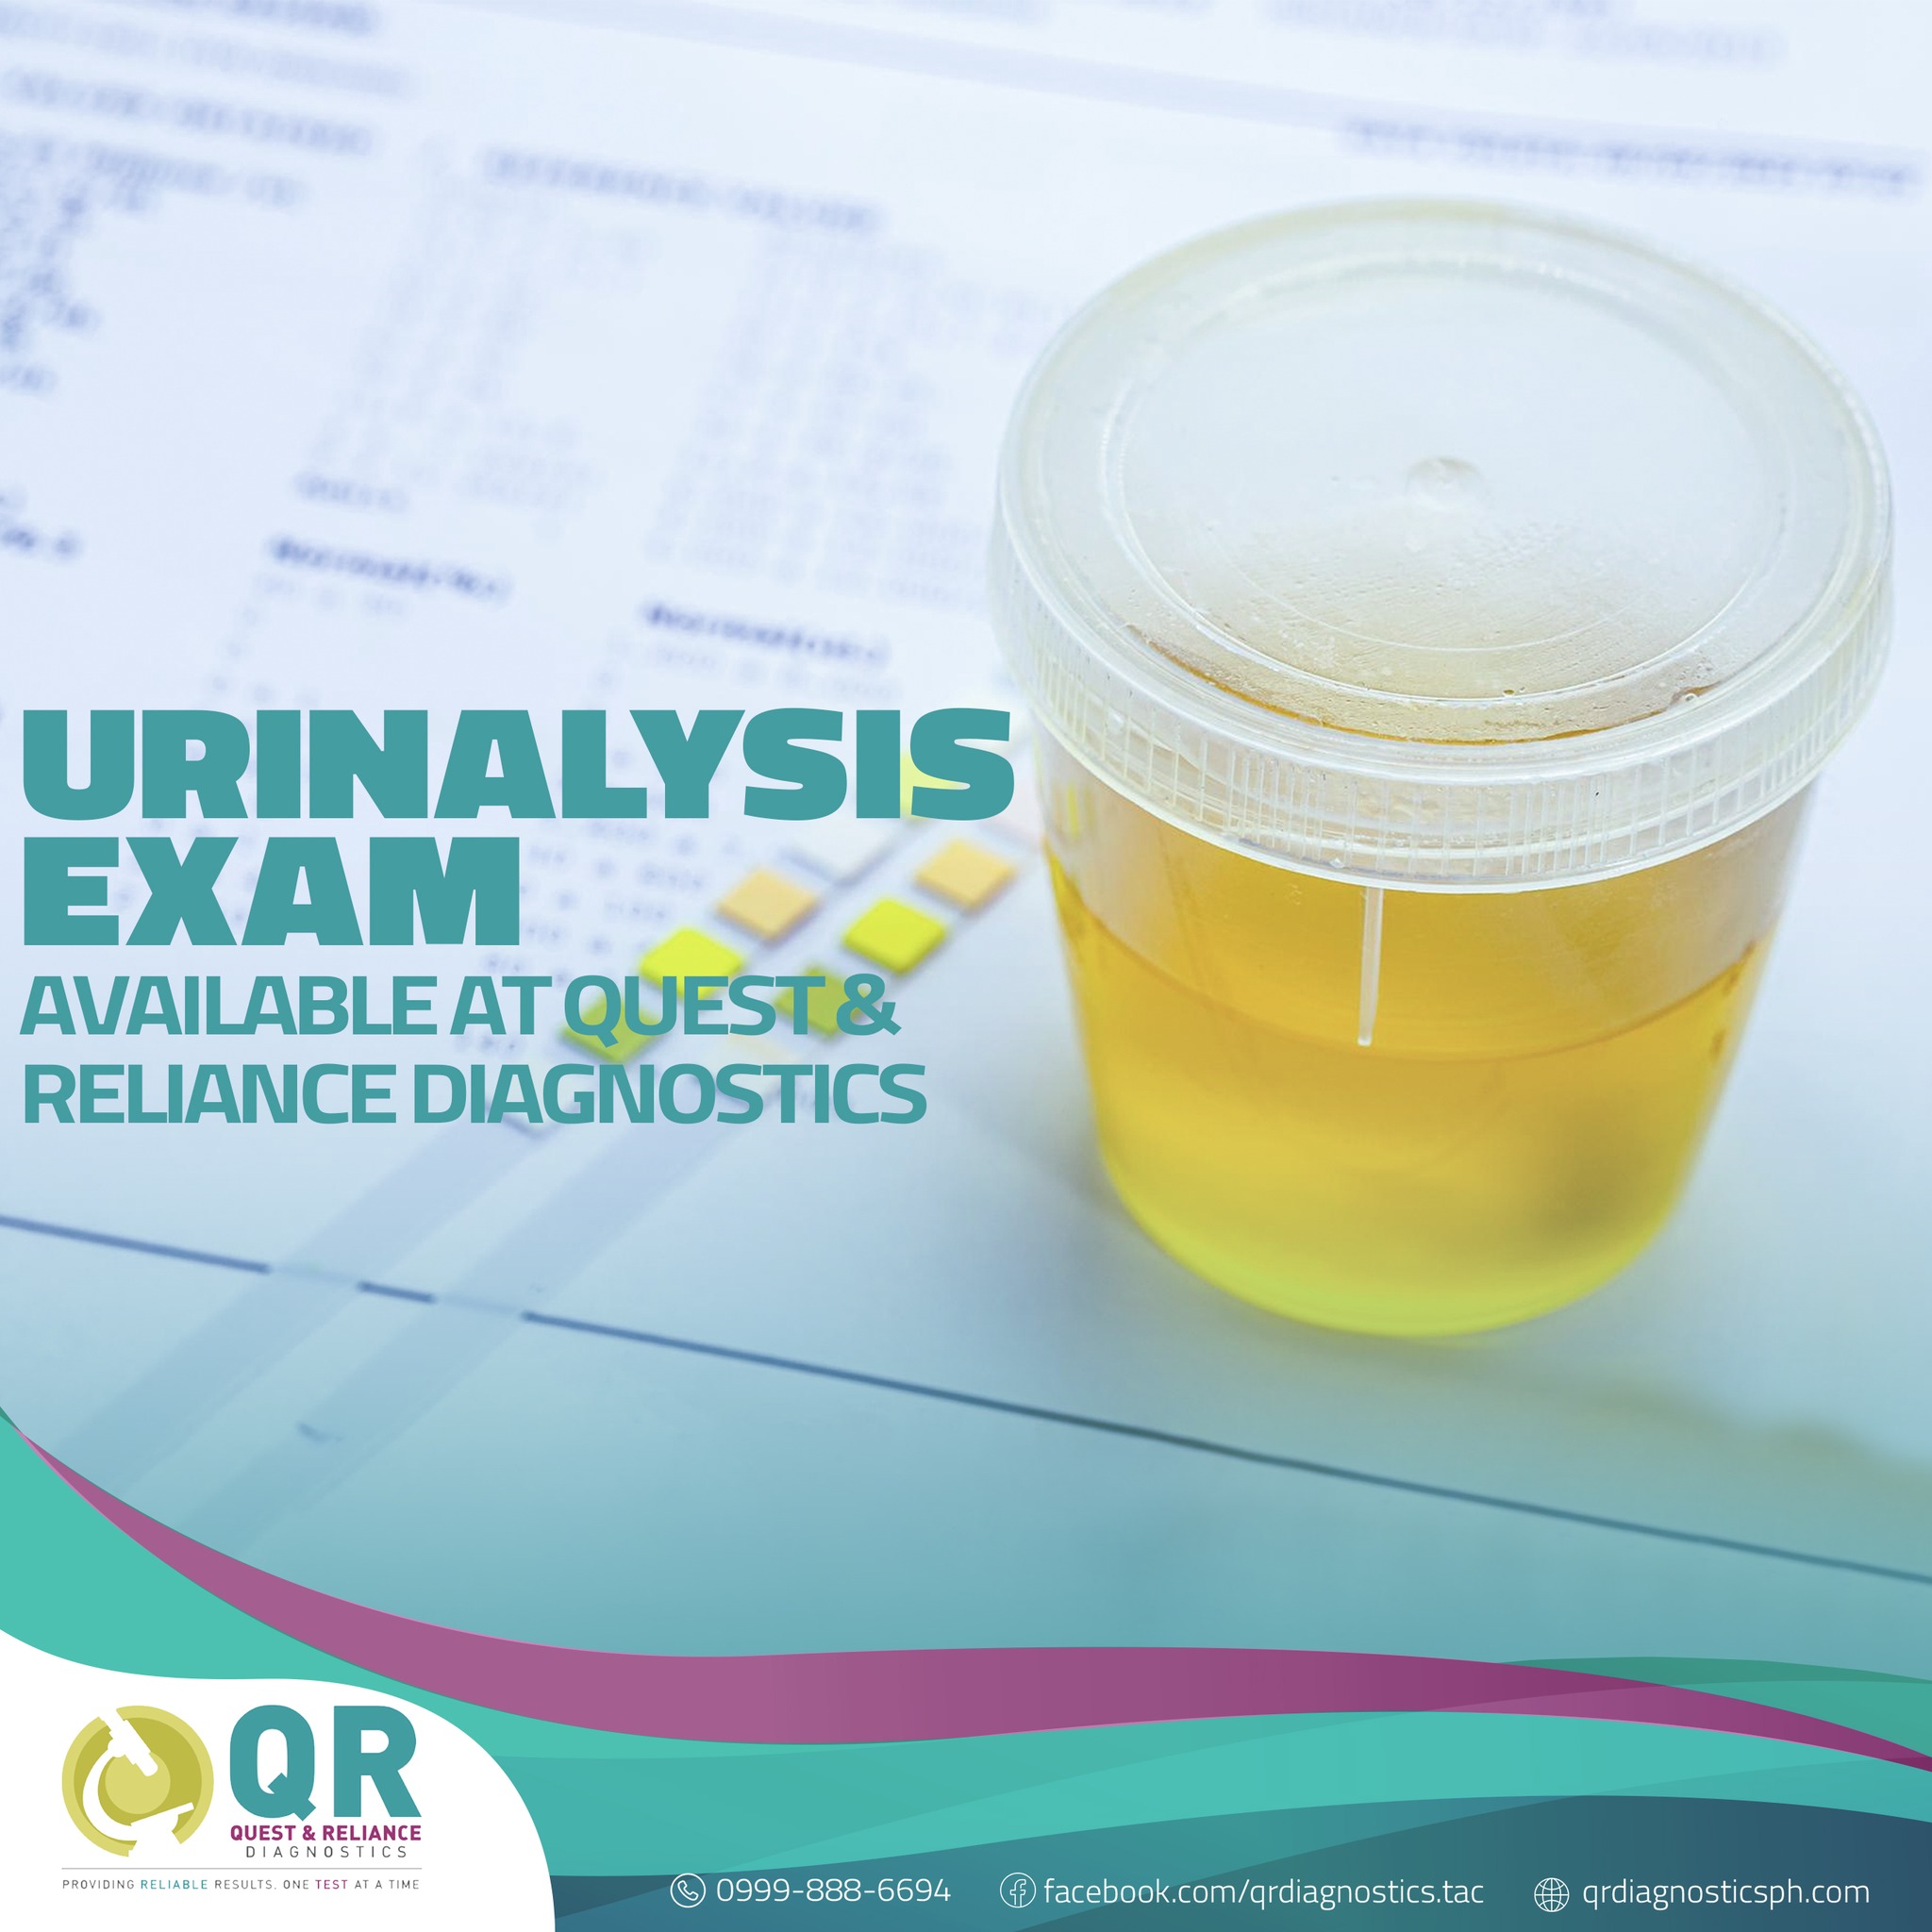 URINALYSIS
EXAM
AVAILABLE AT QUEST &
RELIANCE DIAGNOSTICS
QR
QUEST & RELIANCE
DIAGNOSTICS
PROVIDING RELIABLE RESULTS, ONE TEST AT A TIME
0999-888-6694
facebook.com/qrdiagnostics.tac
qrdiagnosticsph.com